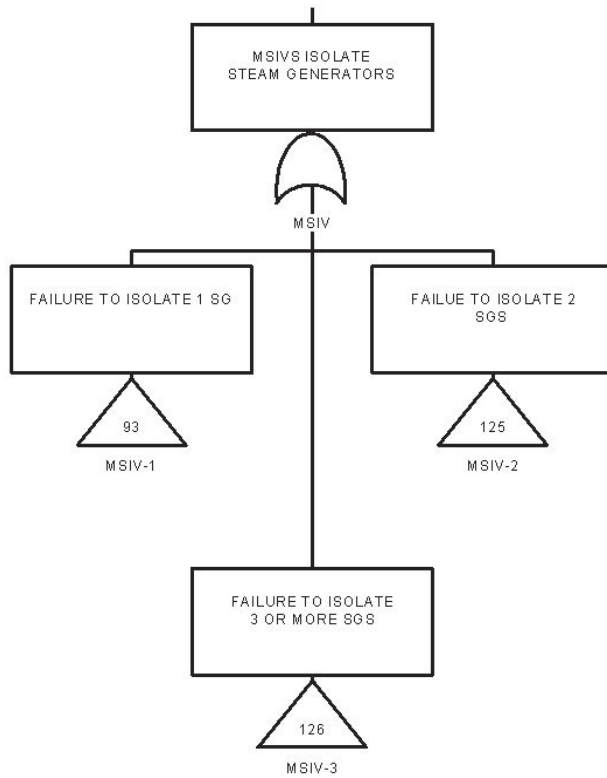 MSIVS ISOLATE
STEAM GENERATORS
MSIV
FAILURE TO ISOLATE 1 SG
FAILUE TO ISOLATE 2
SGS
93
125
MSIV-1
MSIV-2
FAILURE TO ISOLATE
3 OR MORE SGS
126
MSIV-3